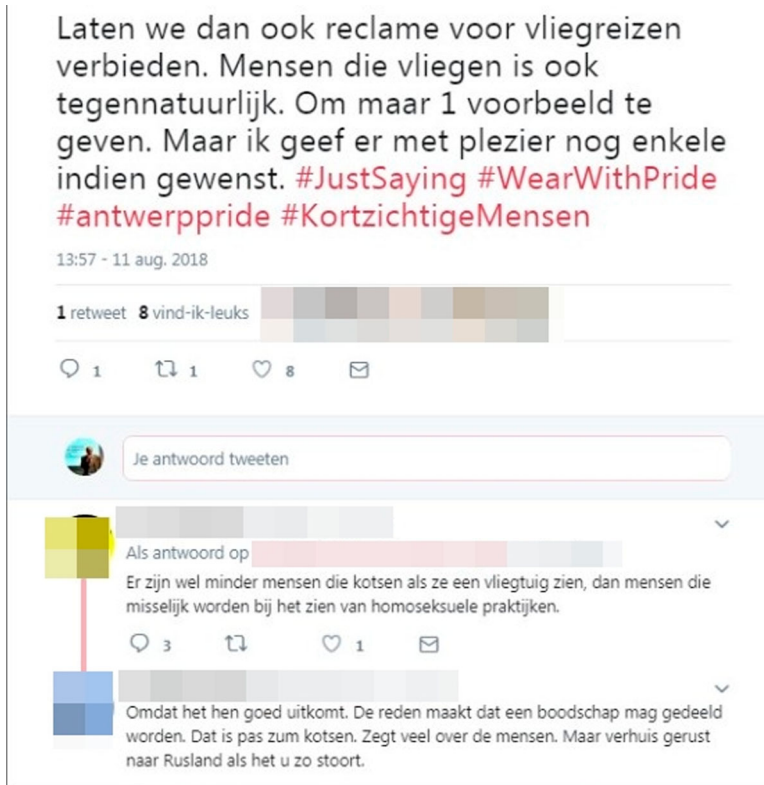 Laten we dan ook reclame voor vliegreizen
verbieden. Mensen die vliegen is ook
tegennatuurlijk. Om maar 1 voorbeeld te
geven. Maar ik geef er met plezier nog enkele
indien gewenst. #JustSaying #WearWithPride
#antwerppride #KortzichtigeMensen
13:57 - 11 aug. 2018
1 retweet 8 vind-ik-leuks
1 1 8
Je antwoord tweeten
Als antwoord op
Er zijn wel minder mensen die kotsen als ze een vliegtuig zien, dan mensen die
misselijk worden bij het zien van homoseksuele praktijken.
3 1
Omdat het hen goed uitkomt. De reden maakt dat een boodschap mag gedeeld
worden. Dat is pas zum kotsen. Zegt veel over de mensen. Maar verhuis gerust
naar Rusland als het u zo stoort.